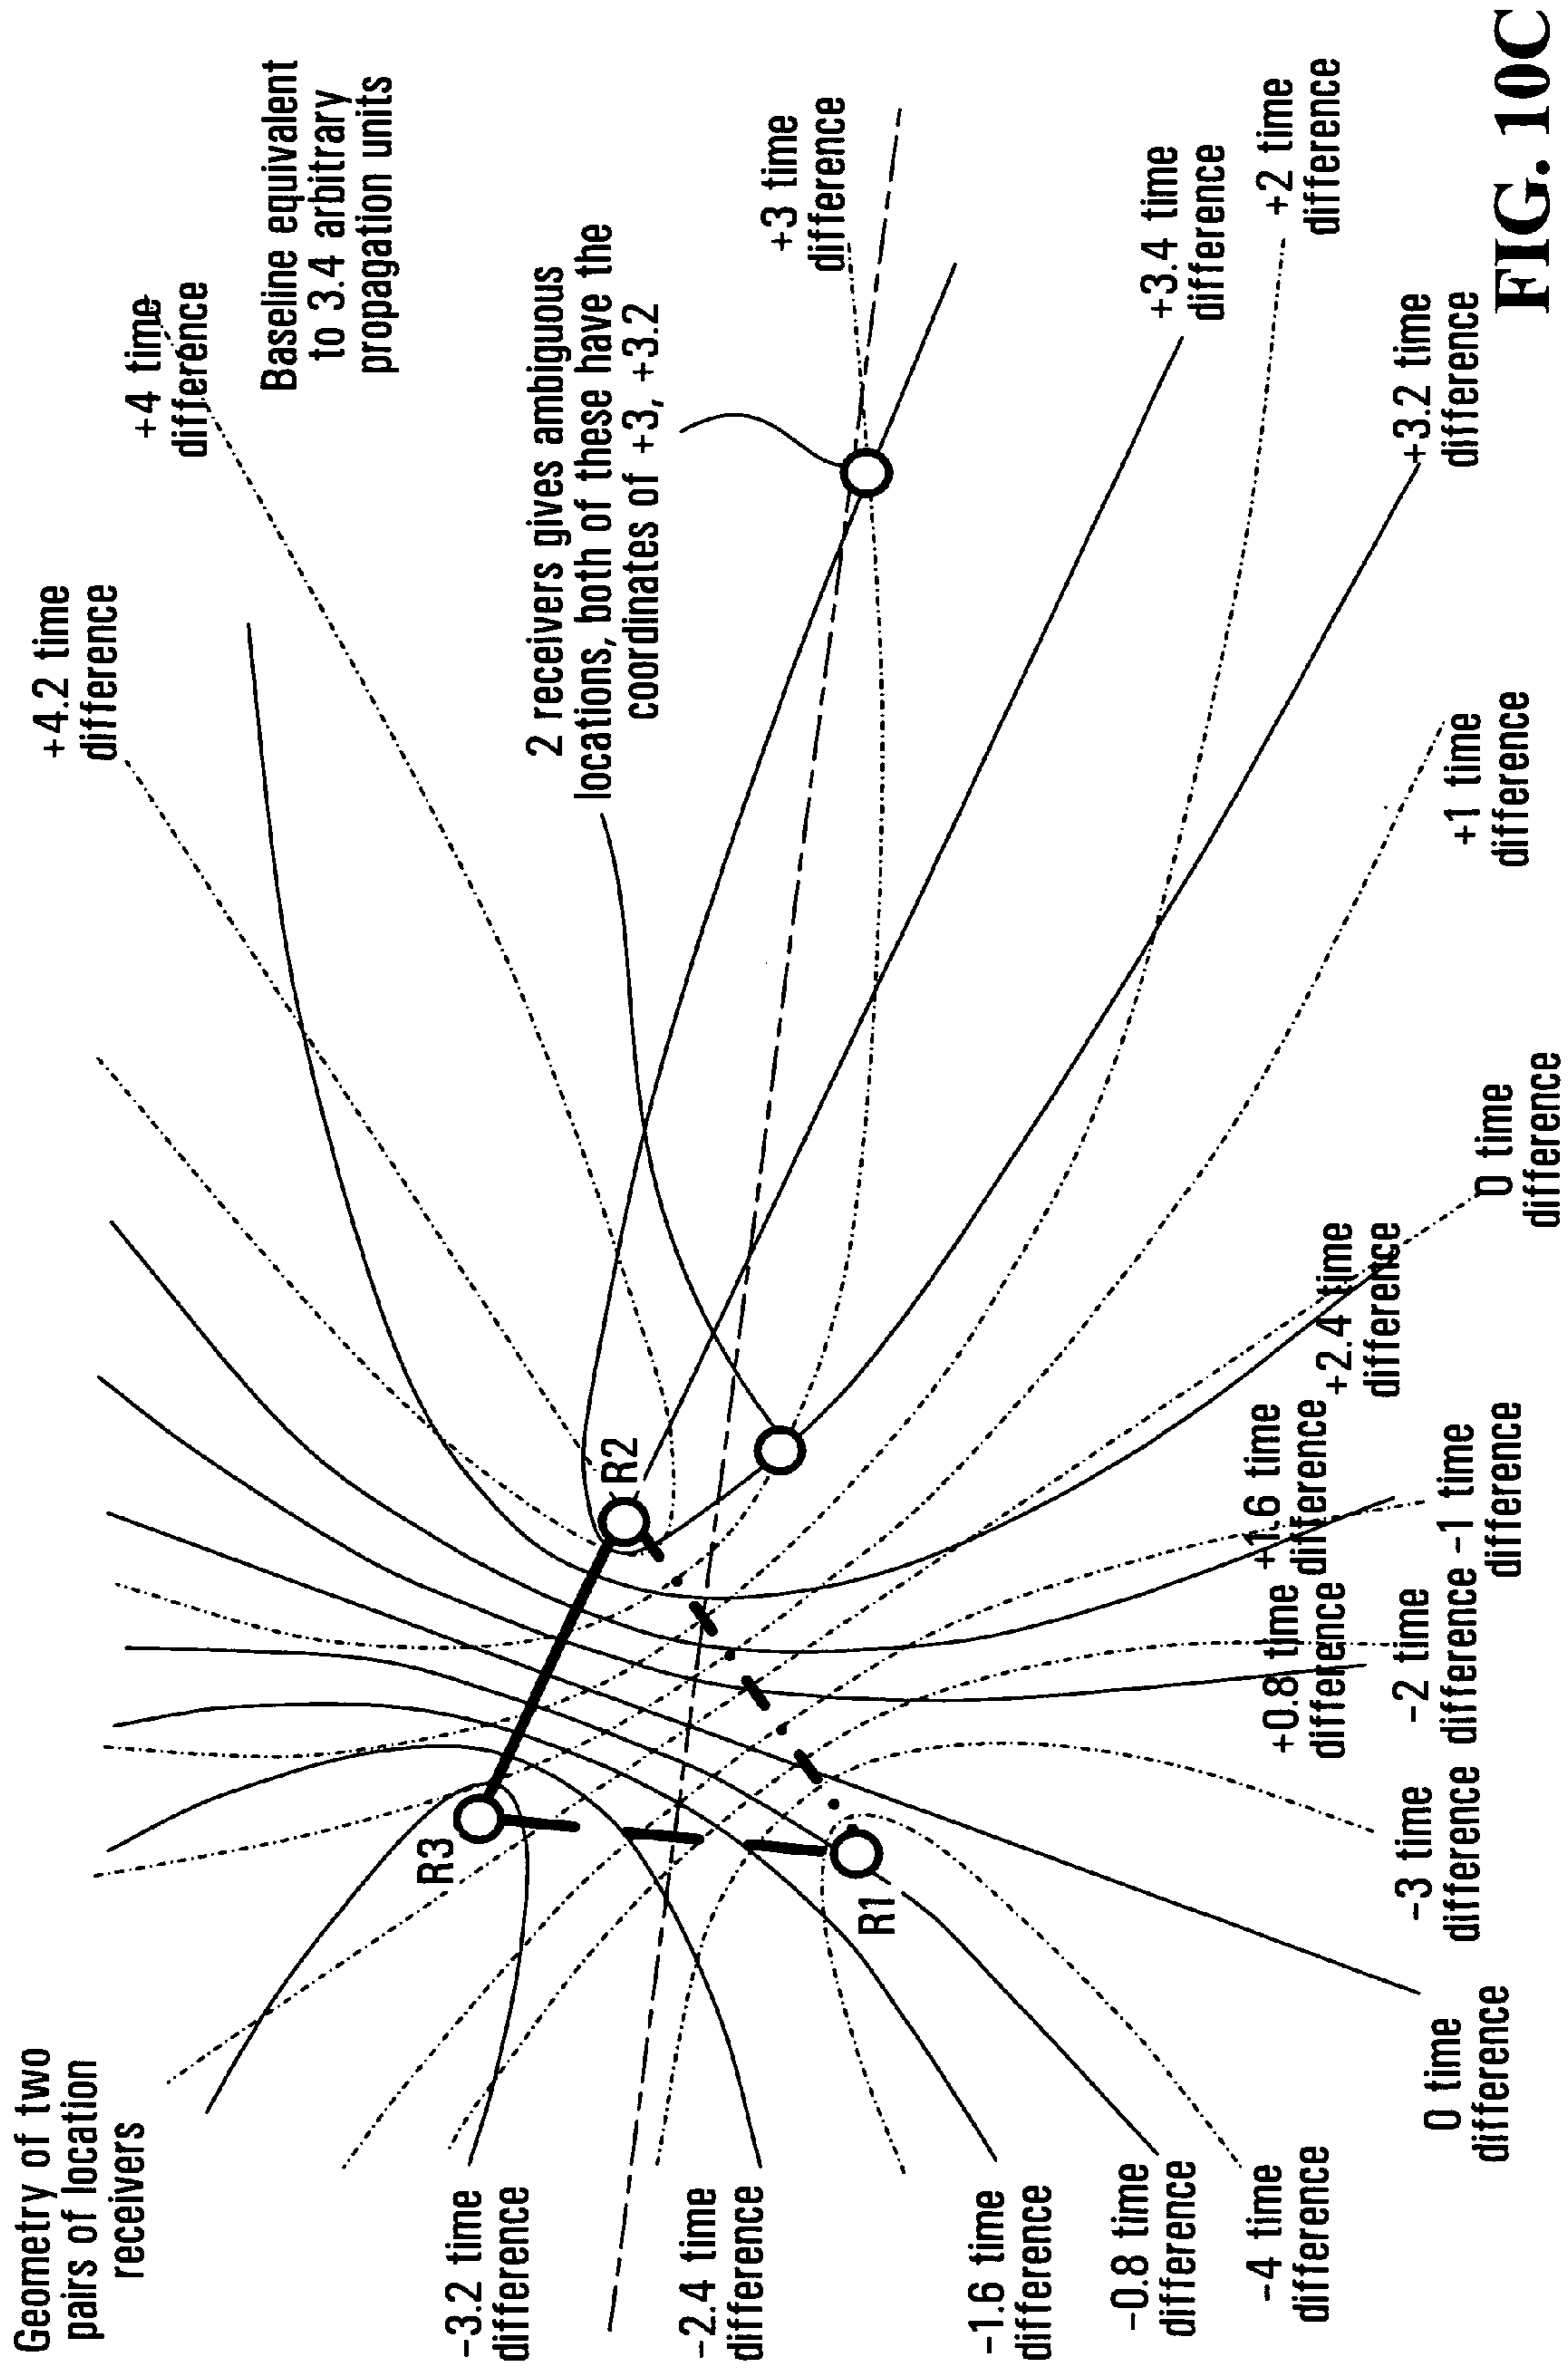 Geometry of two
pairs of location
receivers
+4.2 time
difference
+4 time
difference
Baseline equivalent
to 3.4 arbitrary
propagation units
2 receivers gives ambiguous
locations, both of these have the
coordinates of +3, +3.2
+3 time
difference
R3
R2
R1
-3.2 time
difference
-2.4 time
difference
-1.6 time
difference
-0.8 time
difference
-4 time
difference
0 time
difference
-3 time
difference
-2 time
difference
-1 time
difference
+0.8 time
difference
+1.6 time
difference
+2.4 time
difference
0 time
difference
+1 time
difference
+3.2 time
difference
+3.4 time
difference
+2 time
difference
FIG. 10C